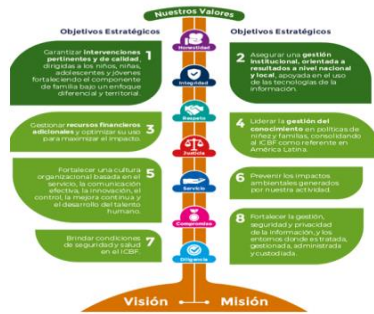 Nuestros Valores
Objetivos Estratégicos
Objetivos Estratégicos
Honestidad
1
Garantizar intervenciones
pertinentes y de calidad,
dirigidas a los niños, niñas,
adolescentes y jóvenes
fortaleciendo el componente
de familia bajo un enfoque
diferencial y territorial.
2
Asegurar una gestión
institucional, orientada a
resultados a nivel nacional
y local, apoyada en el uso
de las tecnologías de la
información.
Integridad
Respeto
Gestionar recursos financieros
adicionales y optimizar su uso
para maximizar el impacto.
3
4
Liderar la gestión del
conocimiento en políticas de
niñez y familias, consolidando
al ICBF como referente en
América Latina.
Justicia
5
Fortalecer una cultura
organizacional basada en el
servicio, la comunicación
efectiva, la innovación, el
control, la mejora continua y
el desarrollo del talento
humano.
Servicio
6
Prevenir los impactos
ambientales generados
por nuestra actividad.
Compromiso
7
Brindar condiciones
de seguridad y salud
en el ICBF.
8
Fortalecer la gestión,
seguridad y privacidad
de la información, y los
entornos donde es tratada,
gestionada, administrada
y custodiada.
Diligencia
Visión
Misión